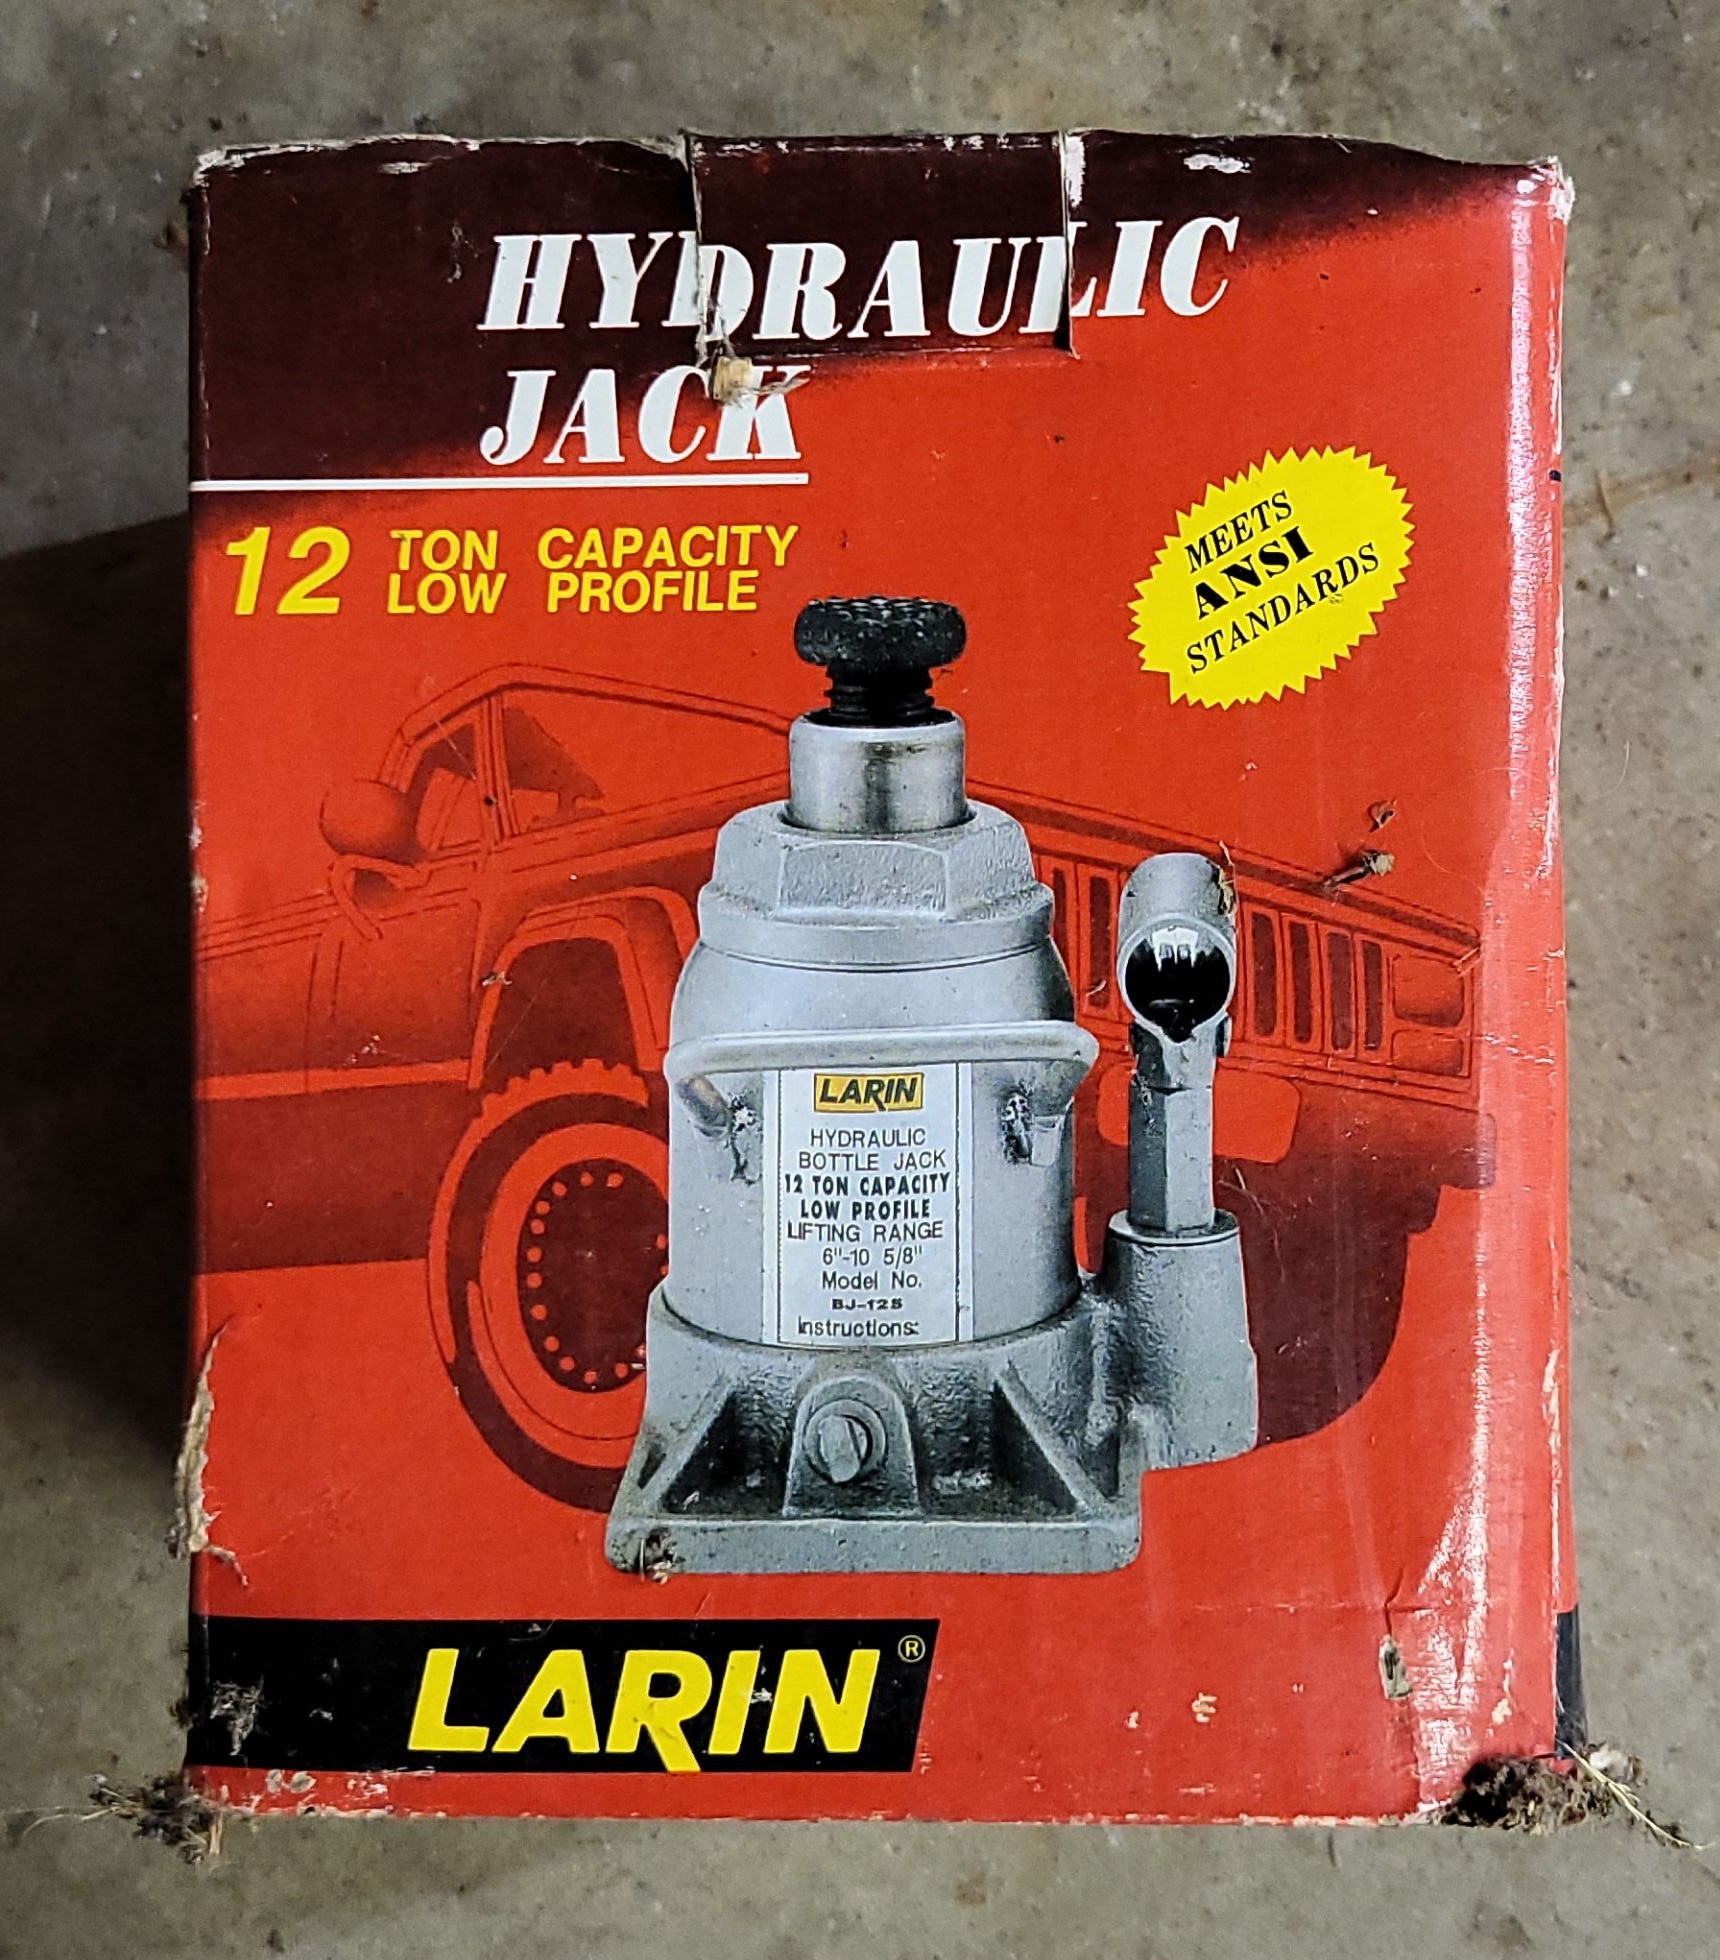 HYDRAULIC
JACK
12 TON CAPACITY
LOW PROFILE
MEETS
ANSI
STANDARDS
LARIN
HYDRAULIC
BOTTLE JACK
12 TON CAPACITY
LOW PROFILE
LIFTING RANGE
6"-10 5/8"
Model No.
BJ-12S
Instructions:
LARIN®